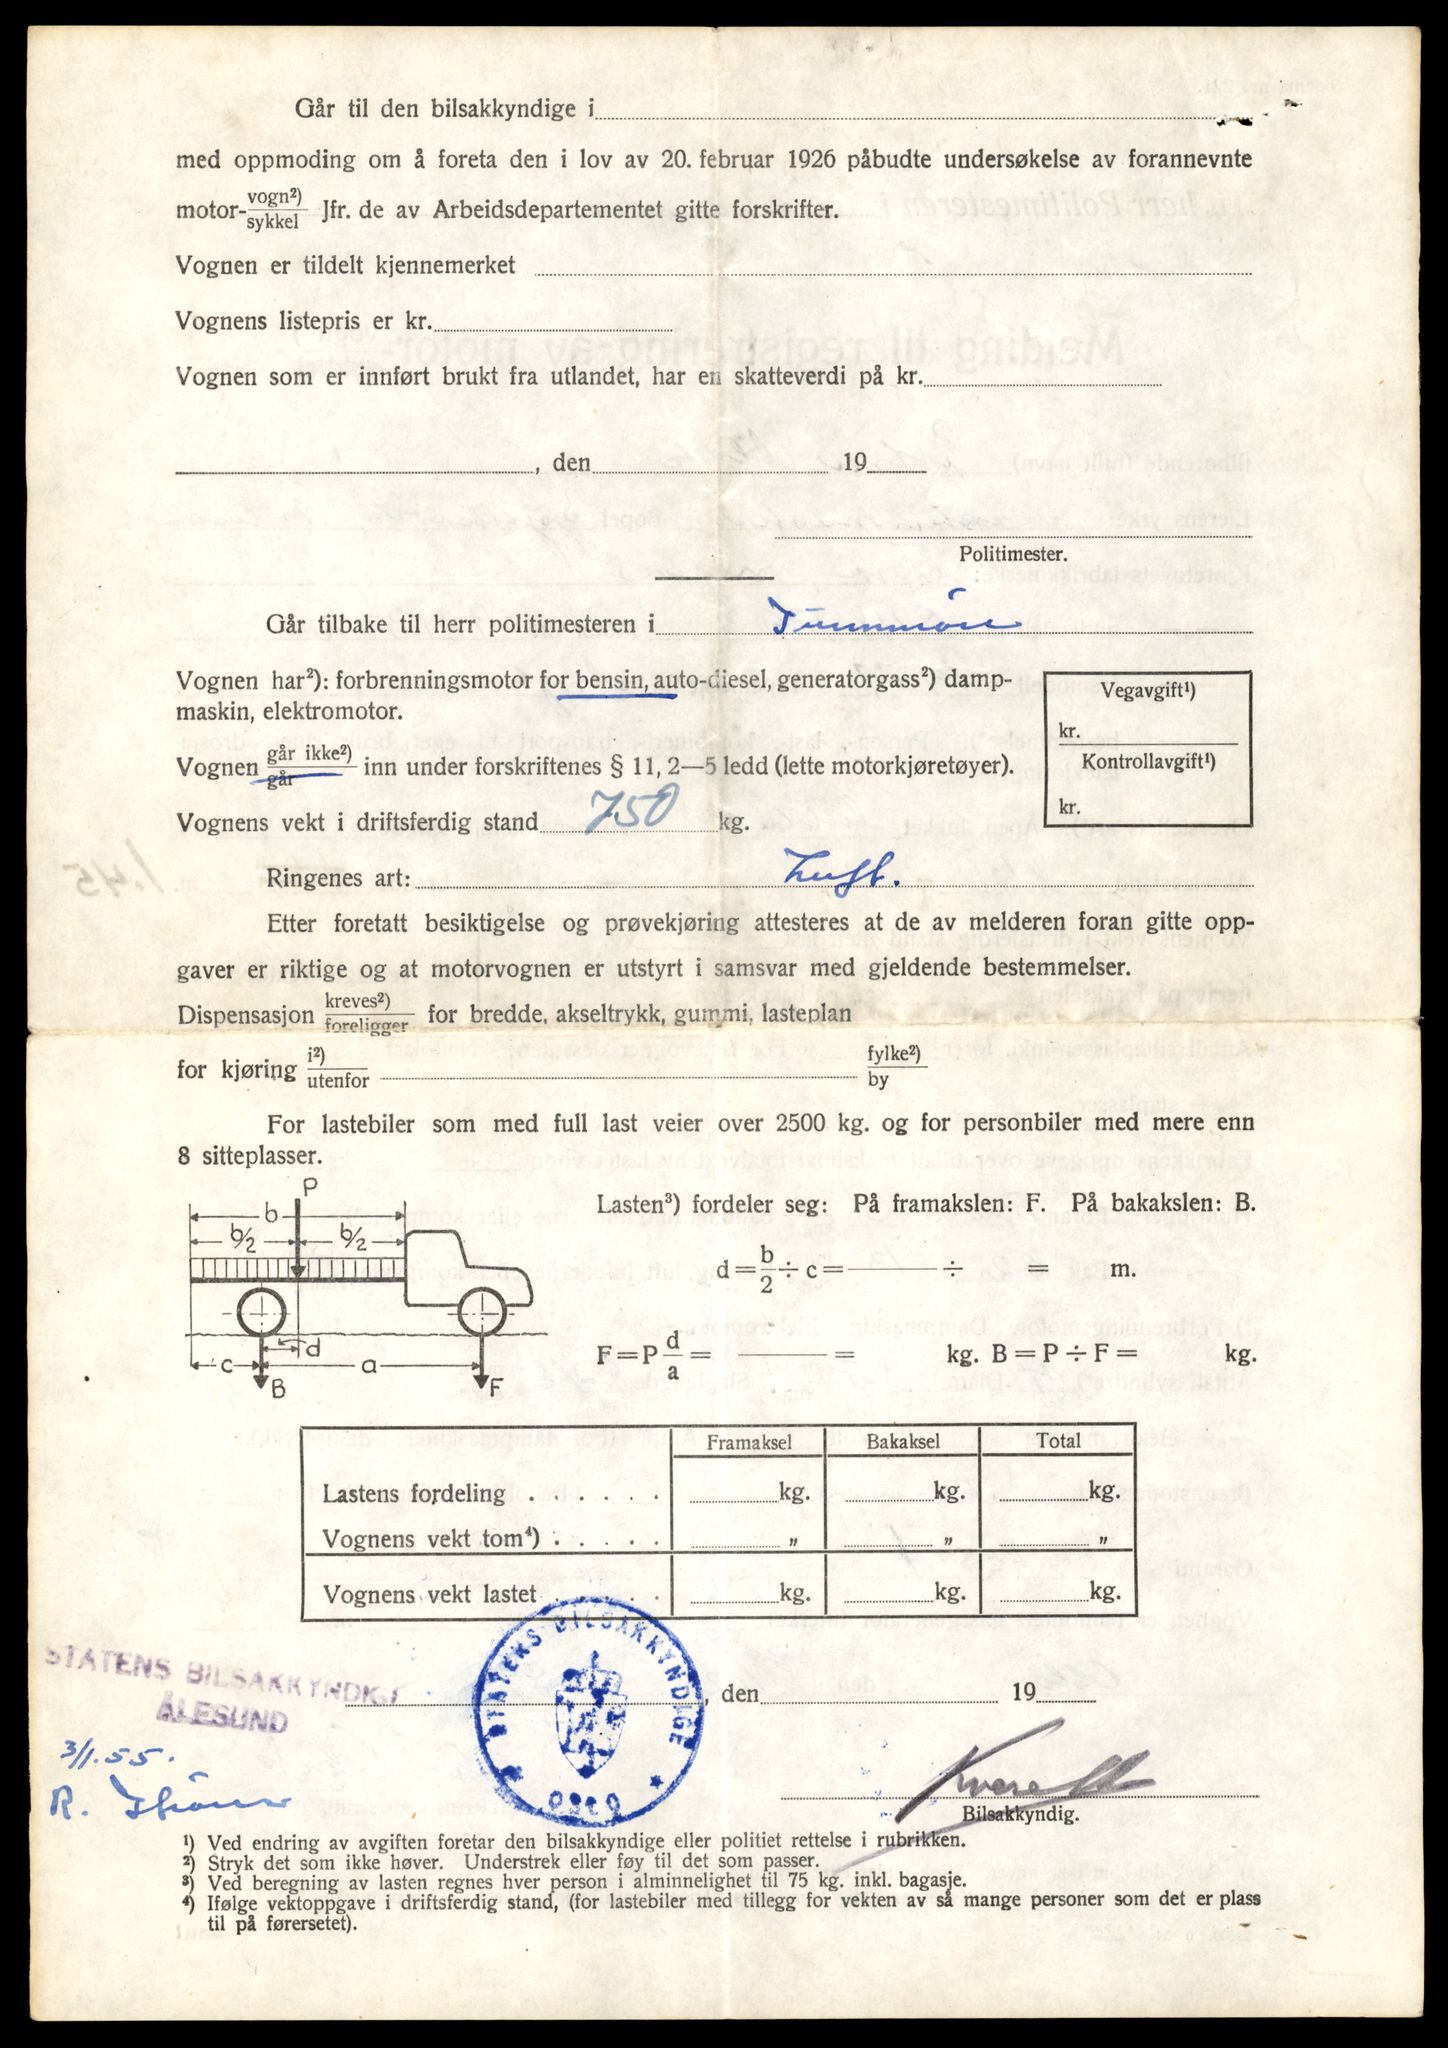 Går til den bilsakkyndige i
med oppmoding om å foreta den i lov av 20. februar 1926 påbudte undersøkelse av forannevnte
motor- vogn²) / sykkel Jfr. de av Arbeidsdepartementet gitte forskrifter.
Vognen er tildelt kjennemerket
Vognens listepris er kr.
Vognen som er innført brukt fra utlandet, har en skatteverdi på kr.
, den 19
Politimester.
Går tilbake til herr politimesteren i
Vognen har²): forbrenningsmotor for bensin, auto-diesel, generatorgass²) damp-
maskin, elektromotor.
Vegavgift¹)
kr.
Kontrollavgift¹)
kr.
Vognen går ikke²) / går inn under forskriftenes § 11, 2—5 ledd (lette motorkjøretøyer).
Vognens vekt i driftsferdig stand 750 kg.
Ringenes art: Luft.
Etter foretatt besiktigelse og prøvekjøring attesteres at de av melderen foran gitte opp-
gaver er riktige og at motorvognen er utstyrt i samsvar med gjeldende bestemmelser.
Dispensasjon kreves²) / foreligger for bredde, akseltrykk, gummi, lasteplan
for kjøring i²) / utenfor fylke²) / by
For lastebiler som med full last veier over 2500 kg. og for personbiler med mere enn
8 sitteplasser.
P
b
b/2 b/2
d
c a
B F
Lasten³) fordeler seg: På framakslen: F. På bakakslen: B.
d = b/2 ÷ c = ÷ = m.
F = P d/a = = kg. B = P ÷ F = kg.
Framaksel Bakaksel Total
Lastens fordeling . . . . . . kg. kg. kg.
Vognens vekt tom⁴) . . . . . „ „ „
Vognens vekt lastet . . . . . kg. kg. kg.
STATENS BILSAKKYNDIGE
OSLO
STATENS BILSAKKYNDIGE
ÅLESUND
, den 19
3/1. 55.
R.
Bilsakkyndig.
¹) Ved endring av avgiften foretar den bilsakkyndige eller politiet rettelse i rubrikken.
²) Stryk det som ikke høver. Understrek eller føy til det som passer.
³) Ved beregning av lasten regnes hver person i alminnelighet til 75 kg. inkl. bagasje.
⁴) Ifølge vektoppgave i driftsferdig stand, (for lastebiler med tillegg for vekten av så mange personer som det er plass
til på førersetet).